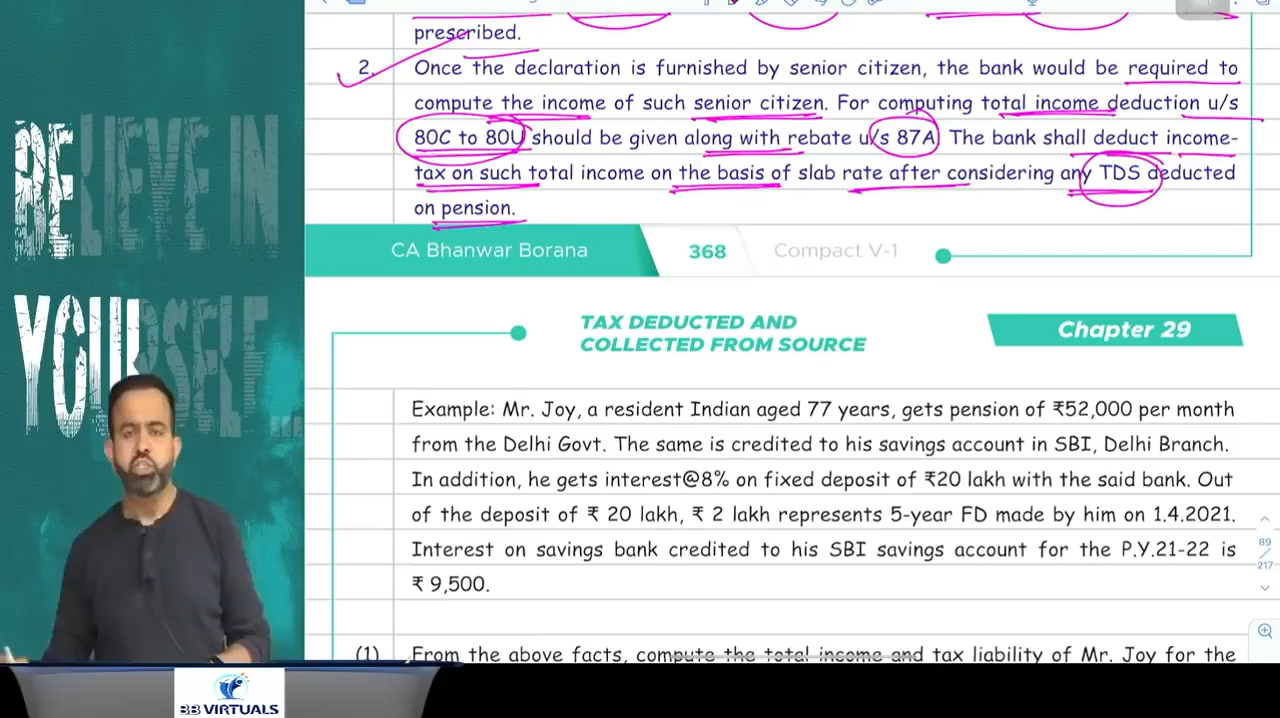 prescribed.
2. Once the declaration is furnished by senior citizen, the bank would be required to
compute the income of such senior citizen. For computing total income deduction u/s
80C to 80U should be given along with rebate u/s 87A. The bank shall deduct income-
tax on such total income on the basis of slab rate after considering any TDS deducted
on pension.
CA Bhanwar Borana 368 Compact V-1
TAX DEDUCTED AND
COLLECTED FROM SOURCE
Chapter 29
Example: Mr. Joy, a resident Indian aged 77 years, gets pension of ₹52,000 per month
from the Delhi Govt. The same is credited to his savings account in SBI, Delhi Branch.
In addition, he gets interest@8% on fixed deposit of ₹20 lakh with the said bank. Out
of the deposit of ₹ 20 lakh, ₹ 2 lakh represents 5-year FD made by him on 1.4.2021.
Interest on savings bank credited to his SBI savings account for the P.Y.21-22 is
₹ 9,500.
(1) From the above facts, compute the total income and tax liability of Mr. Joy for the
89
217
BELIEVE IN
YOURSELF...
BB VIRTUALS